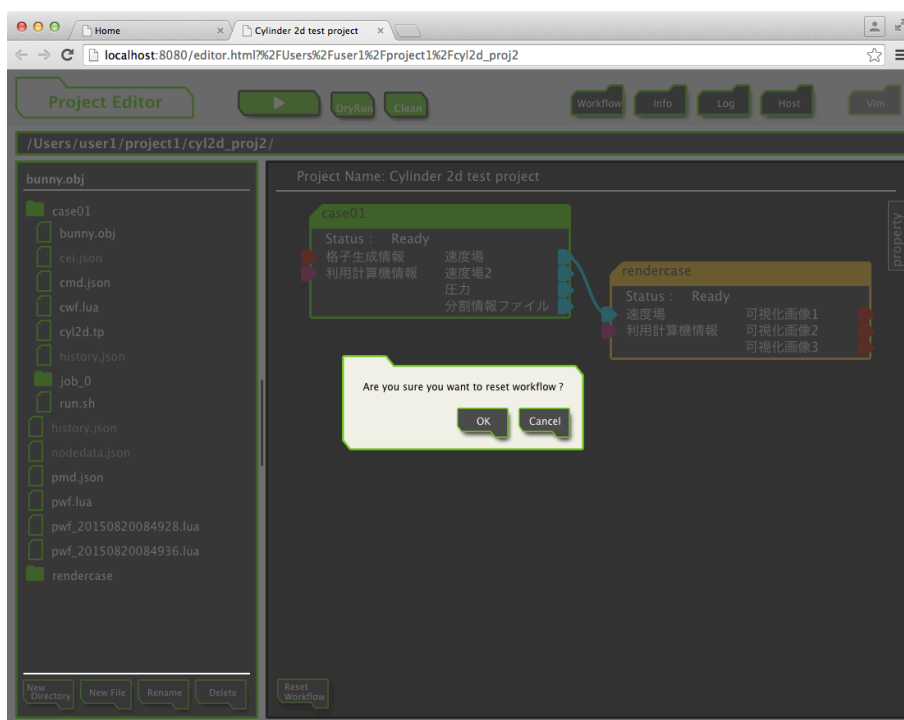 Home
Cylinder 2d test project
localhost:8080/editor.html?%2FUsers%2Fuser1%2Fproject1%2Fcyl2d_proj2
Project Editor
DryRun
Clean
Workflow
Info
Log
Host
Vim
/Users/user1/project1/cyl2d_proj2/
bunny.obj
case01
bunny.obj
cei.json
cmd.json
cwf.lua
cyl2d.tp
history.json
job_0
run.sh
history.json
nodedata.json
pmd.json
pwf.lua
pwf_20150820084928.lua
pwf_20150820084936.lua
rendercase
New Directory
New File
Rename
Delete
Project Name: Cylinder 2d test project
property
case01
Status : Ready
格子生成情報 速度場
利用計算機情報 速度場2
圧力
分割情報ファイル
rendercase
Status : Ready
速度場 可視化画像1
利用計算機情報 可視化画像2
可視化画像3
Are you sure you want to reset workflow ?
OK
Cancel
Reset
Workflow